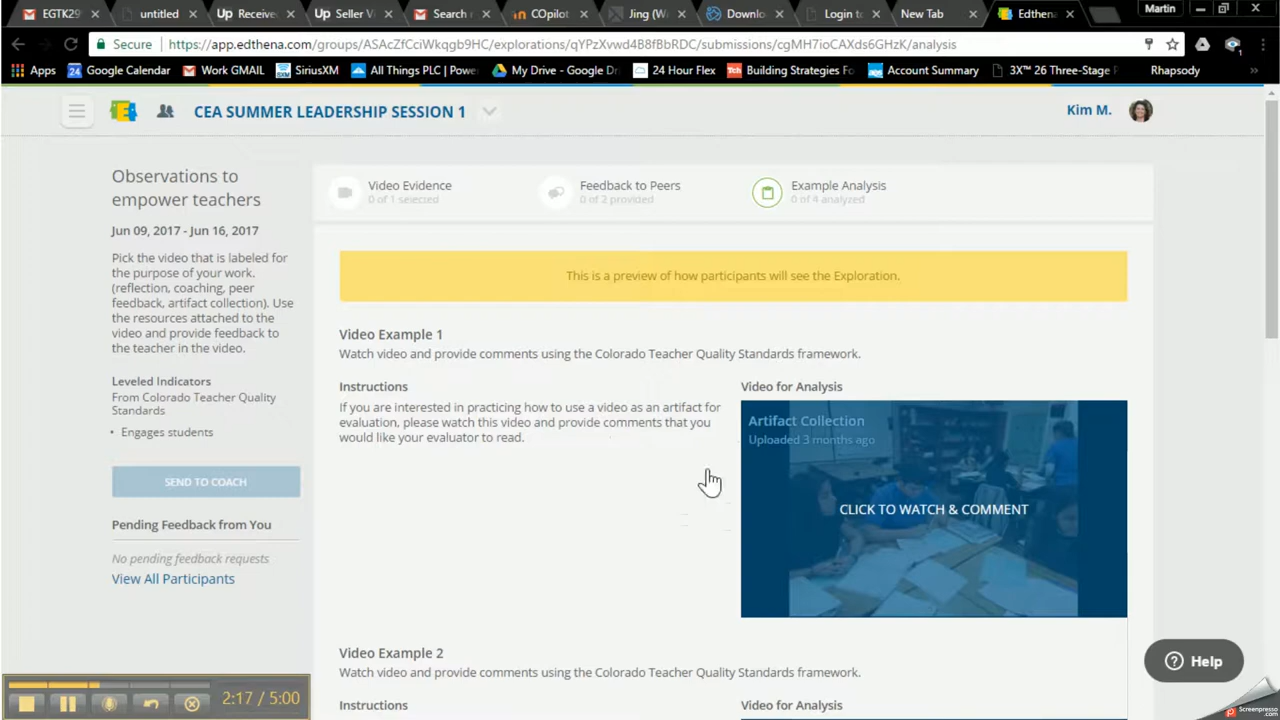 EGTK29
untitled
Up Receive
Up Seller V
Search r
COpilot
Jing (Wi
Downlo
Login to
New Tab
Edthena
Martin
Secure
https://app.edthena.com/groups/ASAcZfCciWkqgb9HC/explorations/qYPzXvwd4B8fBbRDC/submissions/cgMH7ioCAXds6GHzK/analysis
Apps
24 Google Calendar
Work GMAIL
SXM SiriusXM
All Things PLC | Powe
My Drive - Google Dr
24 Hour Flex
Tch Building Strategies Fo
Account Summary
3X™ 26 Three-Stage P
Rhapsody
»
CEA SUMMER LEADERSHIP SESSION 1
Kim M.
Observations to
empower teachers
Jun 09, 2017 - Jun 16, 2017
Pick the video that is labeled for
the purpose of your work.
(reflection, coaching, peer
feedback, artifact collection). Use
the resources attached to the
video and provide feedback to
the teacher in the video.
Leveled Indicators
From Colorado Teacher Quality
Standards
• Engages students
SEND TO COACH
Pending Feedback from You
No pending feedback requests
View All Participants
Video Evidence
0 of 1 selected
Feedback to Peers
0 of 2 provided
Example Analysis
0 of 4 analyzed
This is a preview of how participants will see the Exploration.
Video Example 1
Watch video and provide comments using the Colorado Teacher Quality Standards framework.
Instructions
If you are interested in practicing how to use a video as an artifact for
evaluation, please watch this video and provide comments that you
would like your evaluator to read.
Video for Analysis
Artifact Collection
Uploaded 3 months ago
CLICK TO WATCH & COMMENT
Video Example 2
Watch video and provide comments using the Colorado Teacher Quality Standards framework.
Instructions
Video for Analysis
Help
2:17 / 5:00
Screenpresso
.com